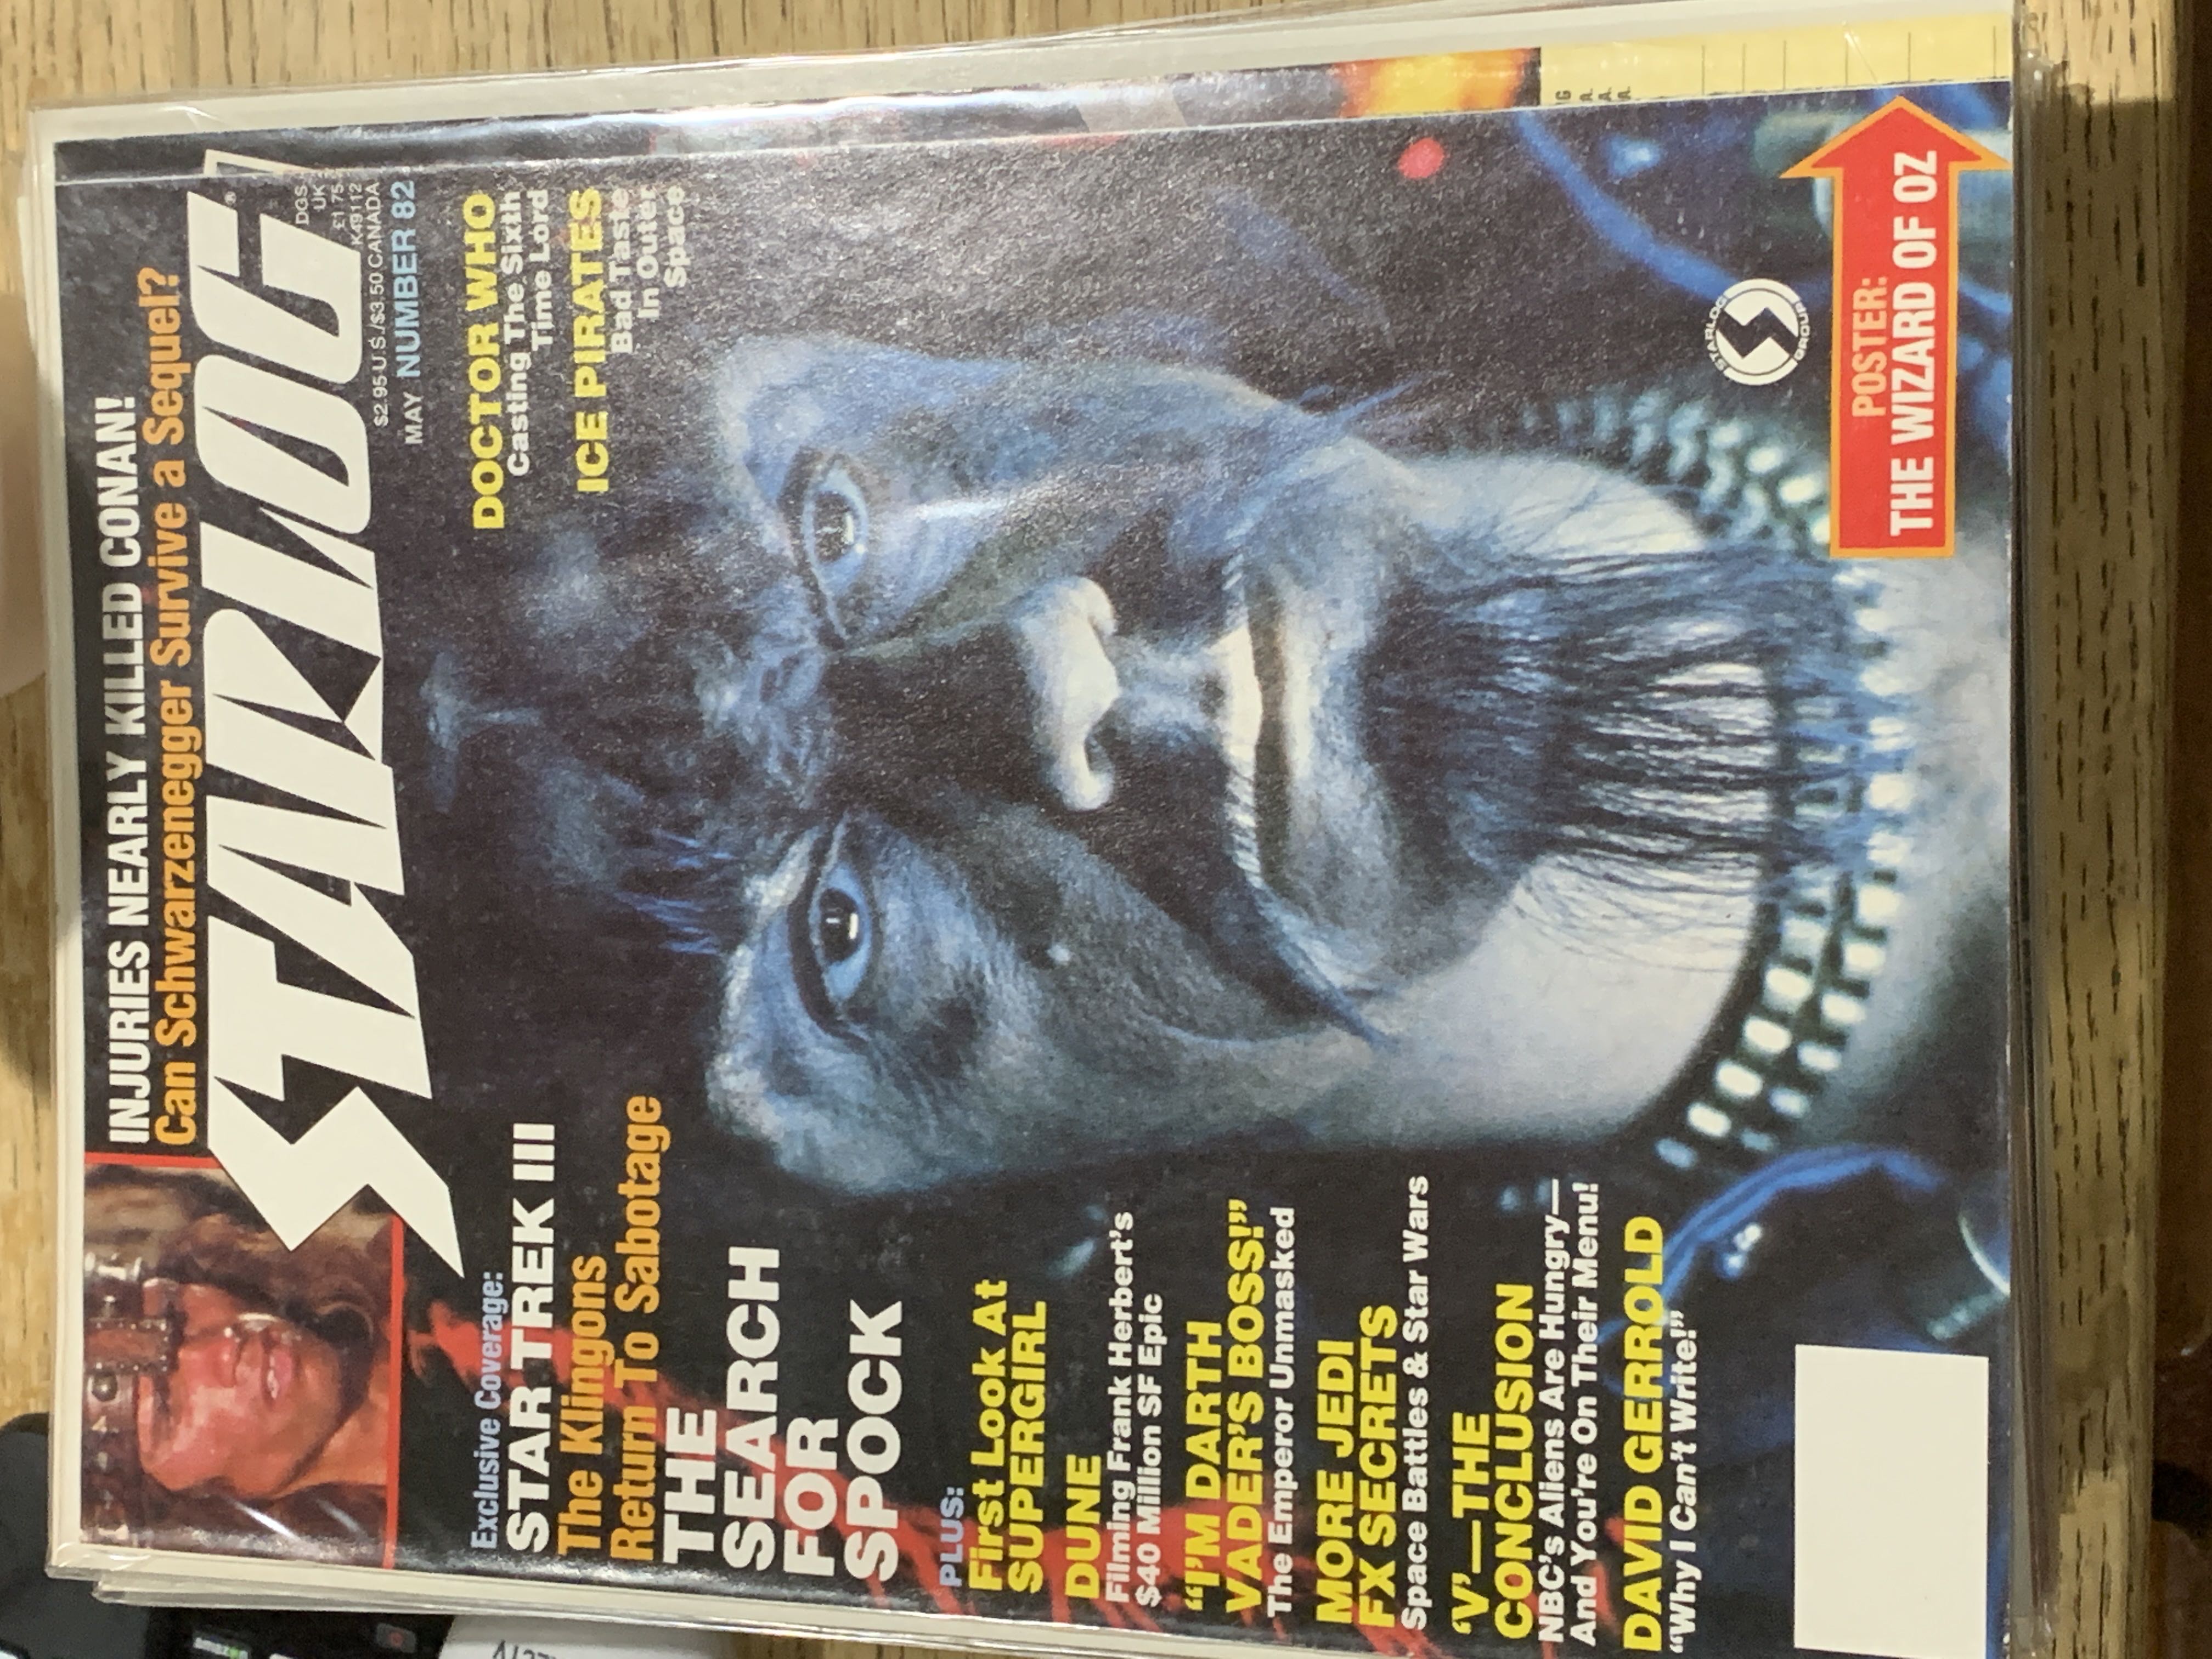 INJURIES NEARLY KILLED CONAN!
Can Schwarzenegger Survive a Sequel?
STARLOG®
DGS
UK
£1.75
K49112
$2.95 U.S./$3.50 CANADA
MAY NUMBER 82
Exclusive Coverage:
STAR TREK III
The Klingons
Return To Sabotage
THE
SEARCH
FOR
SPOCK
DOCTOR WHO
Casting The Sixth
Time Lord
ICE PIRATES
Bad Taste
In Outer
Space
PLUS:
First Look At
SUPERGIRL
DUNE
Filming Frank Herbert's
$40 Million SF Epic
"I'M DARTH
VADER'S BOSS!"
The Emperor Unmasked
MORE JEDI
FX SECRETS
Space Battles & Star Wars
'V'—THE
CONCLUSION
NBC's Aliens Are Hungry—
And You're On Their Menu!
DAVID GERROLD
"Why I Can't Write!"
STARLOG
GROUP
POSTER:
THE WIZARD OF OZ
amazon